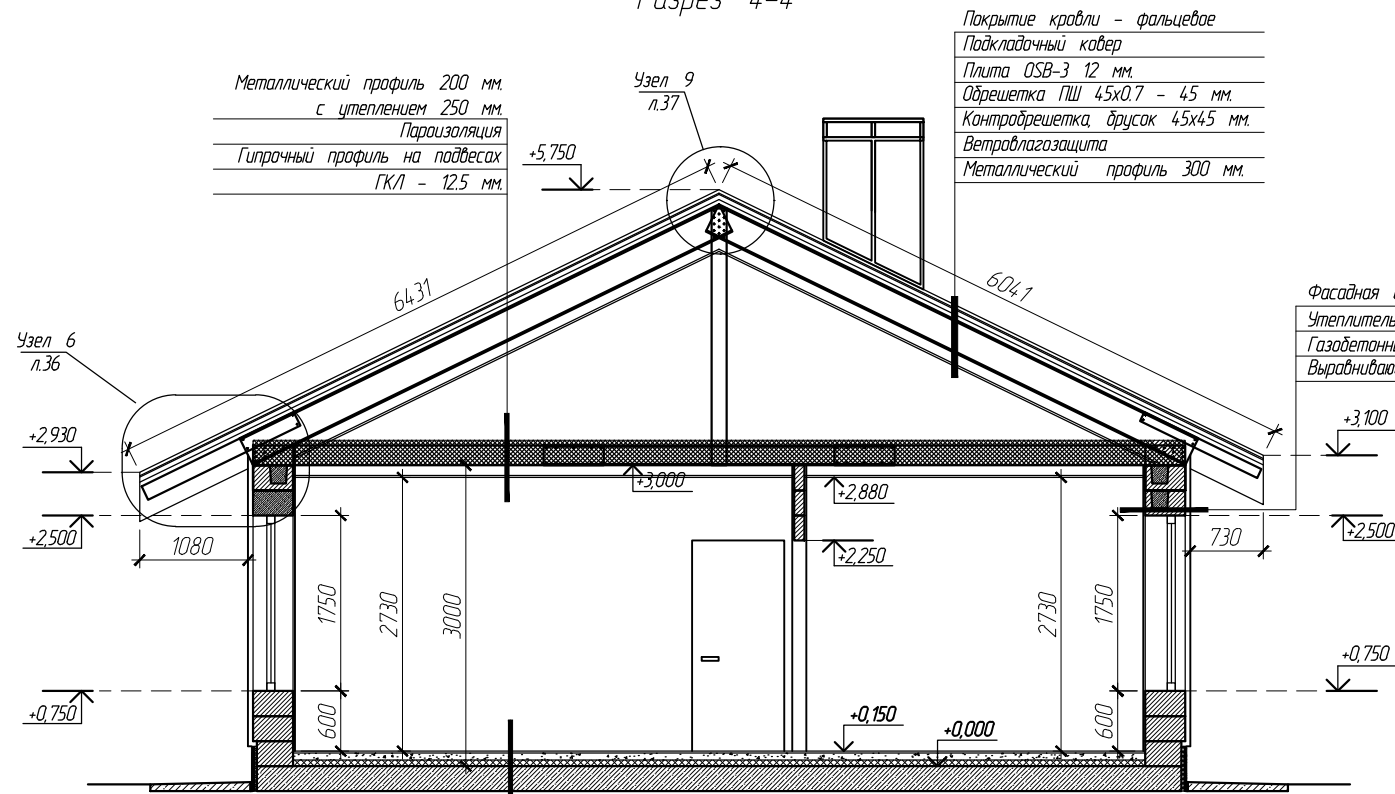 Разрез 4-4
Покрытие кровли - фальцевое
Подкладочный ковер
Плита OSB-3 12 мм.
Обрешетка ПШ 45x0.7 - 45 мм.
Контробрешетка, брусок 45x45 мм.
Ветровлагозащита
Металлический профиль 300 мм.
Металлический профиль 200 мм.
с утеплением 250 мм.
Пароизоляция
Гипрочный профиль на подвесах
ГКЛ - 12.5 мм.
Узел 9
л.37
+5,750
6431
6041
Фасадная
Утеплитель
Газобетонн
Выравниваю
Узел 6
л.36
+2,930
+3,100
+3,000
+2,880
+2,500
+2,500
+2,250
1080
730
1750
2730
3000
2730
1750
+0,750
+0,750
600
600
+0,150
+0,000